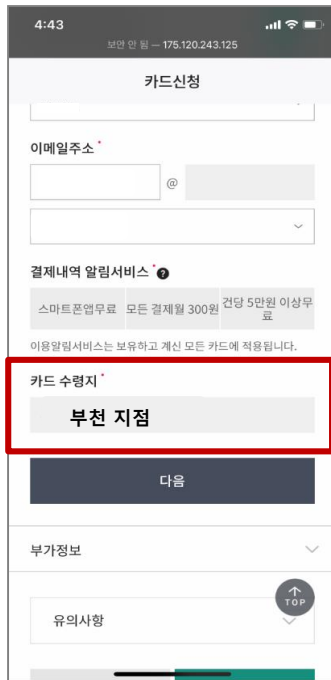 4:43
보안 안 됨 — 175.120.243.125
카드신청
이메일주소 *
@
결제내역 알림서비스 * ?
스마트폰앱무료 모든 결제월 300원 건당 5만원 이상무료
이용알림서비스는 보유하고 계신 모든 카드에 적용됩니다.
카드 수령지 *
부천 지점
다음
부가정보
TOP
유의사항